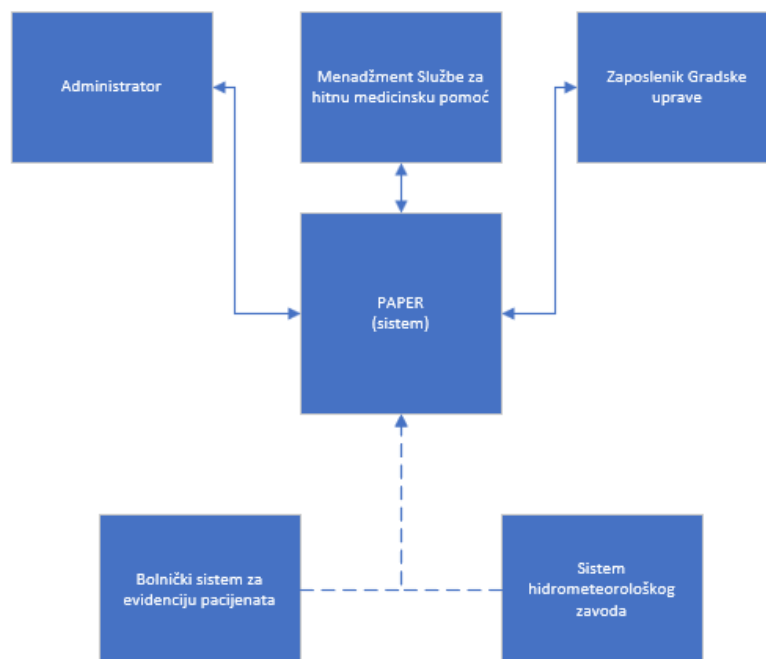 Administrator
Menadžment Službe za
hitnu medicinsku pomoć
Zaposlenik Gradske
uprave
PAPER
(sistem)
Bolnički sistem za
evidenciju pacijenata
Sistem
hidrometeorološkog
zavoda